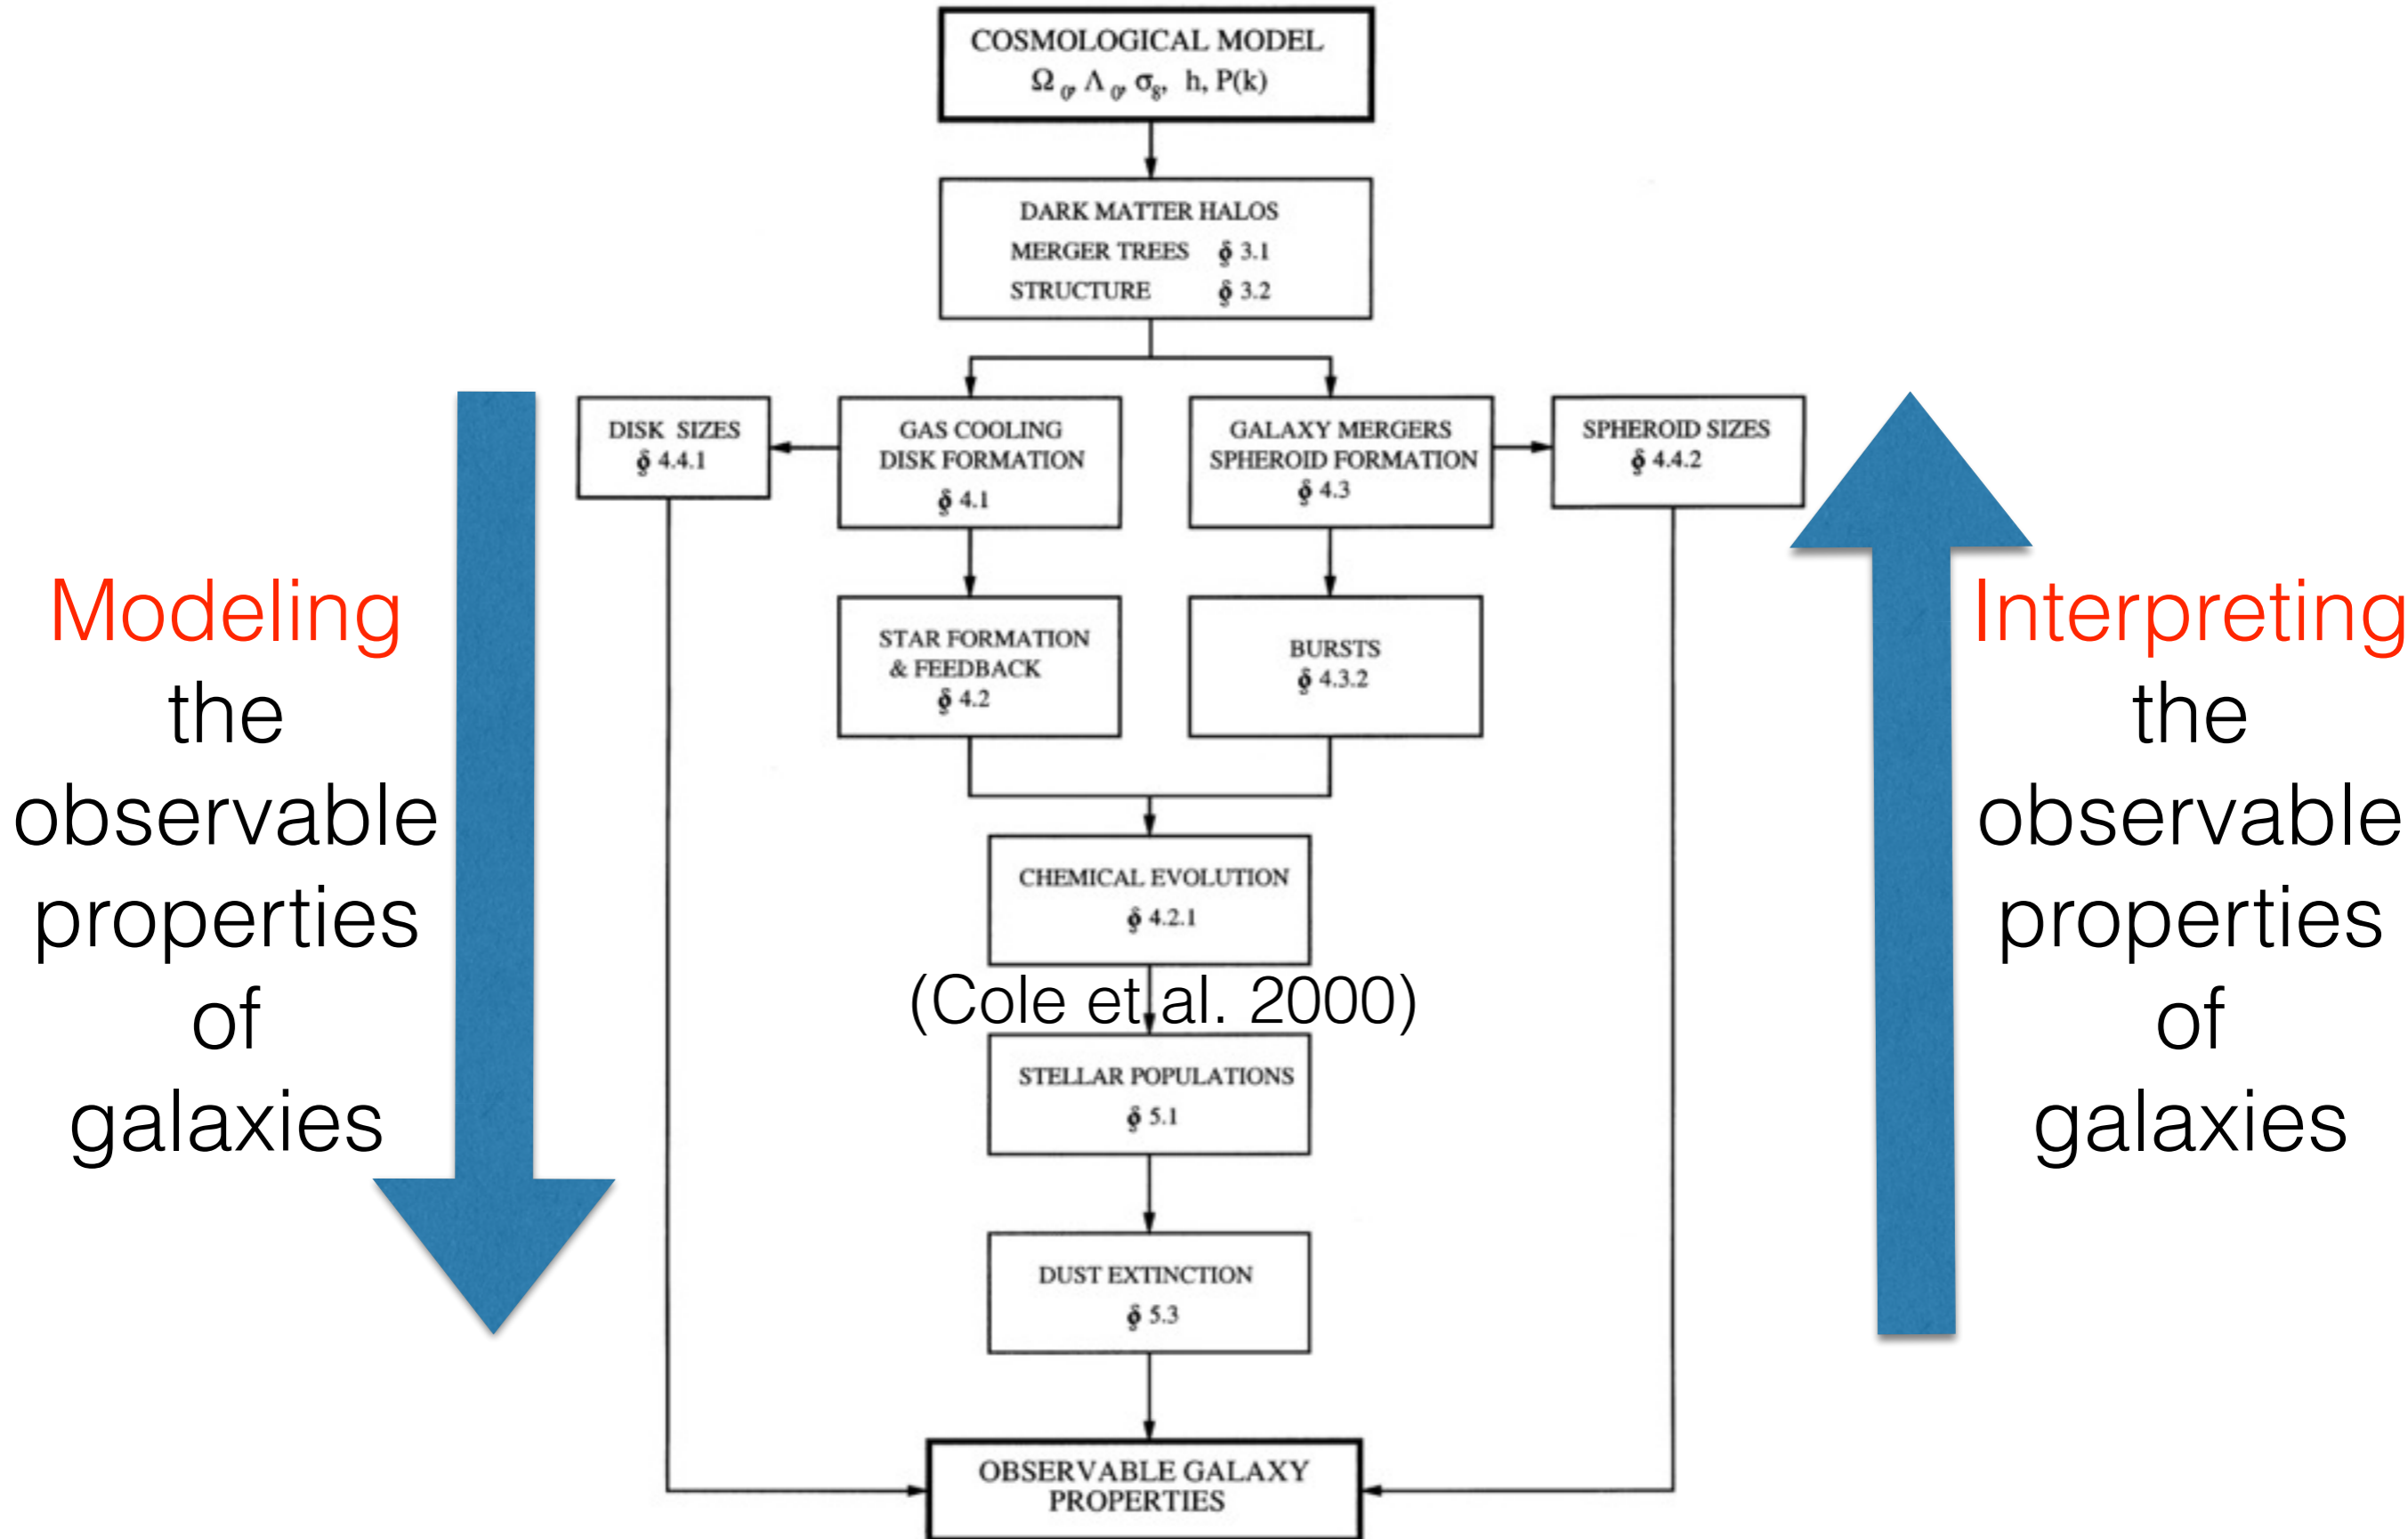 COSMOLOGICAL MODEL
Ω 0, Λ 0, σ8, h, P(k)
DARK MATTER HALOS
MERGER TREES § 3.1
STRUCTURE § 3.2
DISK SIZES
§ 4.4.1
GAS COOLING
DISK FORMATION
§ 4.1
GALAXY MERGERS
SPHEROID FORMATION
§ 4.3
SPHEROID SIZES
§ 4.4.2
STAR FORMATION
& FEEDBACK
§ 4.2
BURSTS
§ 4.3.2
CHEMICAL EVOLUTION
§ 4.2.1
(Cole et al. 2000)
STELLAR POPULATIONS
§ 5.1
DUST EXTINCTION
§ 5.3
OBSERVABLE GALAXY
PROPERTIES
Modeling
the
observable
properties
of
galaxies
Interpreting
the
observable
properties
of
galaxies